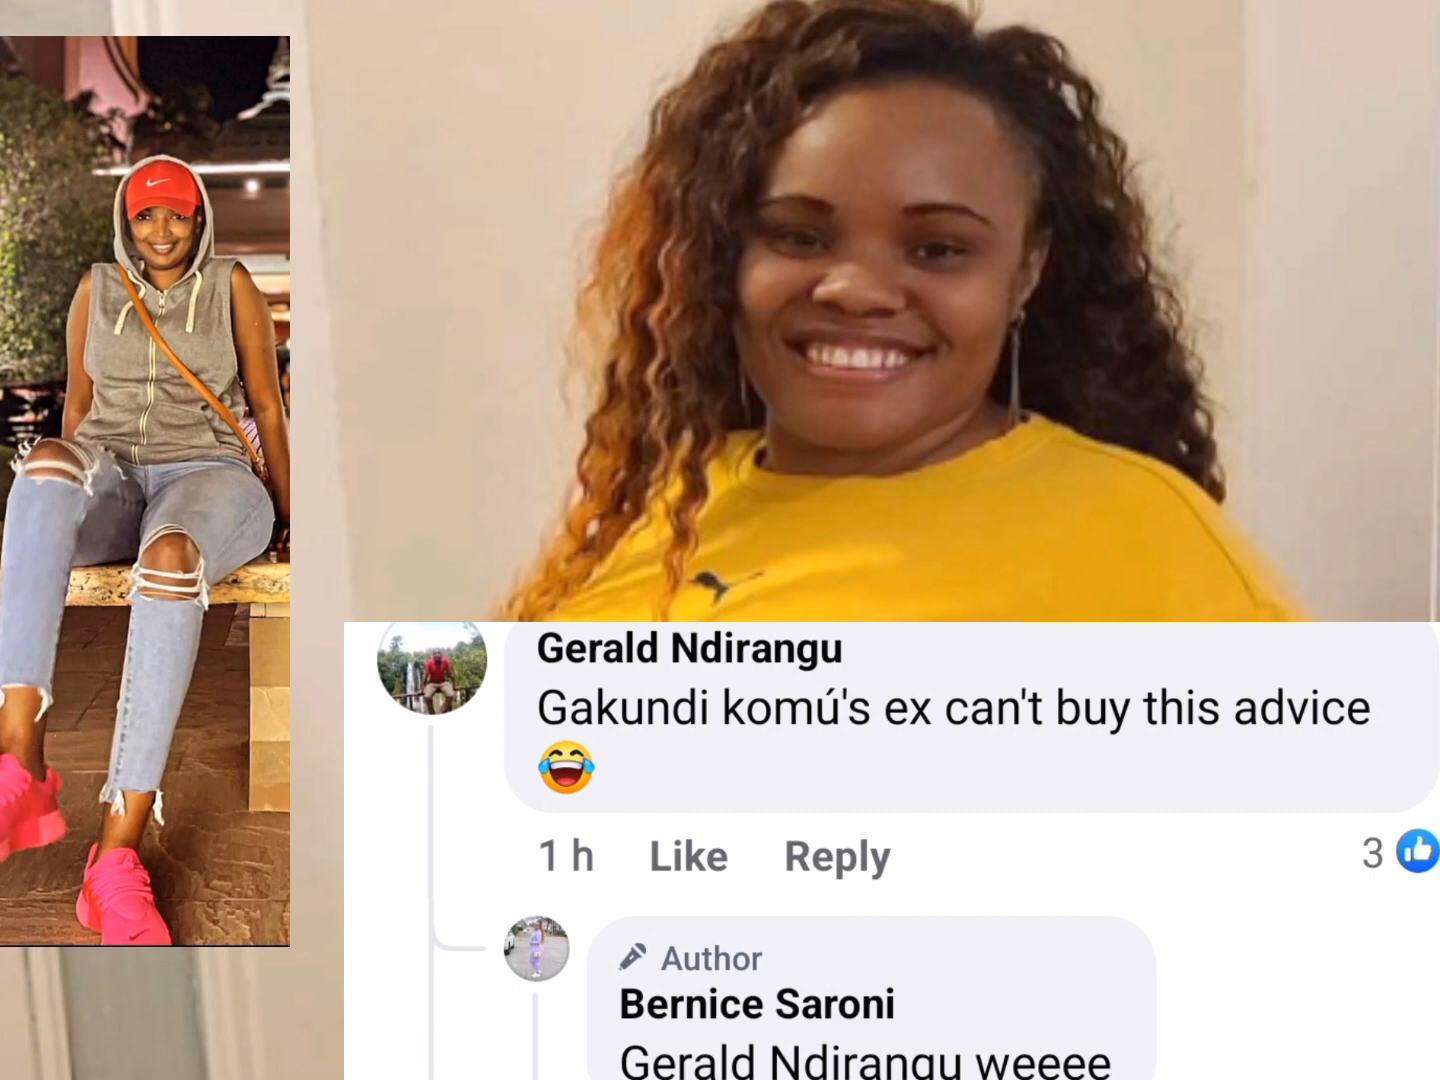 Gerald Ndirangu
Gakundi komú's ex can't buy this advice
😂
1 h Like Reply 3
Author
Bernice Saroni
Gerald Ndirangu weeee